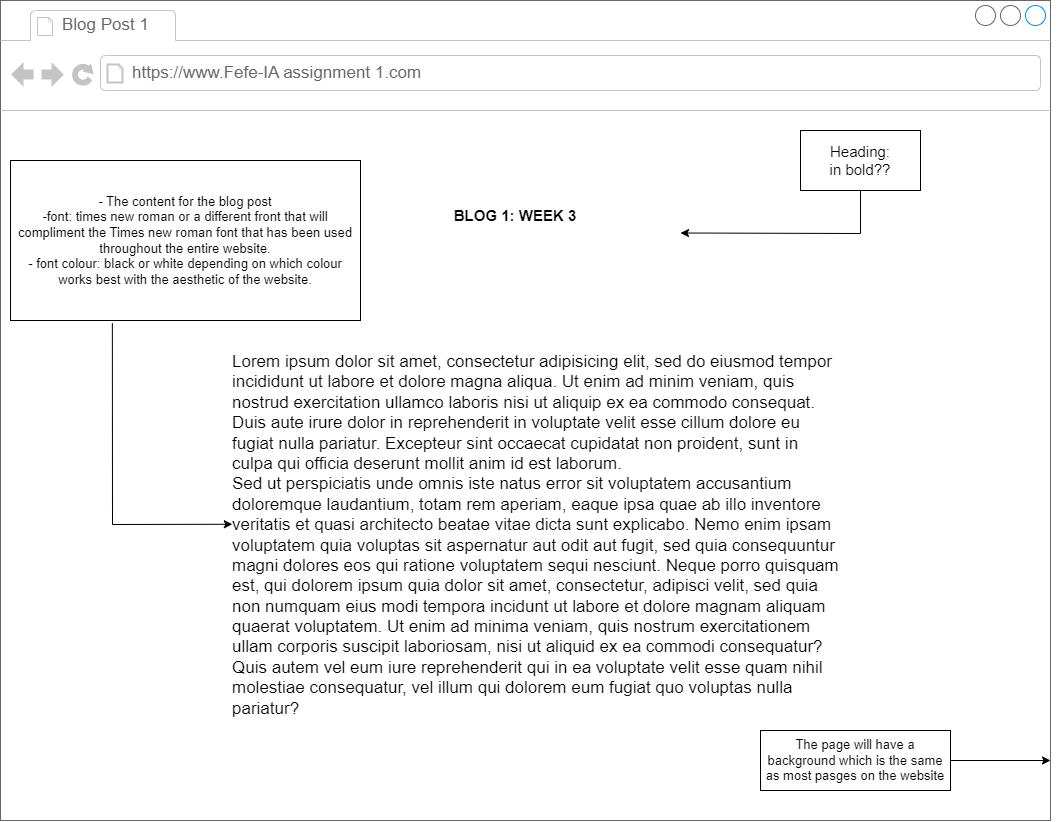 Blog Post 1
https://www.Fefe-IA assignment 1.com
Heading:
in bold??
- The content for the blog post
-font: times new roman or a different front that will
compliment the Times new roman font that has been used
throughout the entire website.
- font colour: black or white depending on which colour
works best with the aesthetic of the website.
BLOG 1: WEEK 3
Lorem ipsum dolor sit amet, consectetur adipisicing elit, sed do eiusmod tempor
incididunt ut labore et dolore magna aliqua. Ut enim ad minim veniam, quis
nostrud exercitation ullamco laboris nisi ut aliquip ex ea commodo consequat.
Duis aute irure dolor in reprehenderit in voluptate velit esse cillum dolore eu
fugiat nulla pariatur. Excepteur sint occaecat cupidatat non proident, sunt in
culpa qui officia deserunt mollit anim id est laborum.
Sed ut perspiciatis unde omnis iste natus error sit voluptatem accusantium
doloremque laudantium, totam rem aperiam, eaque ipsa quae ab illo inventore
veritatis et quasi architecto beatae vitae dicta sunt explicabo. Nemo enim ipsam
voluptatem quia voluptas sit aspernatur aut odit aut fugit, sed quia consequuntur
magni dolores eos qui ratione voluptatem sequi nesciunt. Neque porro quisquam
est, qui dolorem ipsum quia dolor sit amet, consectetur, adipisci velit, sed quia
non numquam eius modi tempora incidunt ut labore et dolore magnam aliquam
quaerat voluptatem. Ut enim ad minima veniam, quis nostrum exercitationem
ullam corporis suscipit laboriosam, nisi ut aliquid ex ea commodi consequatur?
Quis autem vel eum iure reprehenderit qui in ea voluptate velit esse quam nihil
molestiae consequatur, vel illum qui dolorem eum fugiat quo voluptas nulla
pariatur?
The page will have a
background which is the same
as most pasges on the website